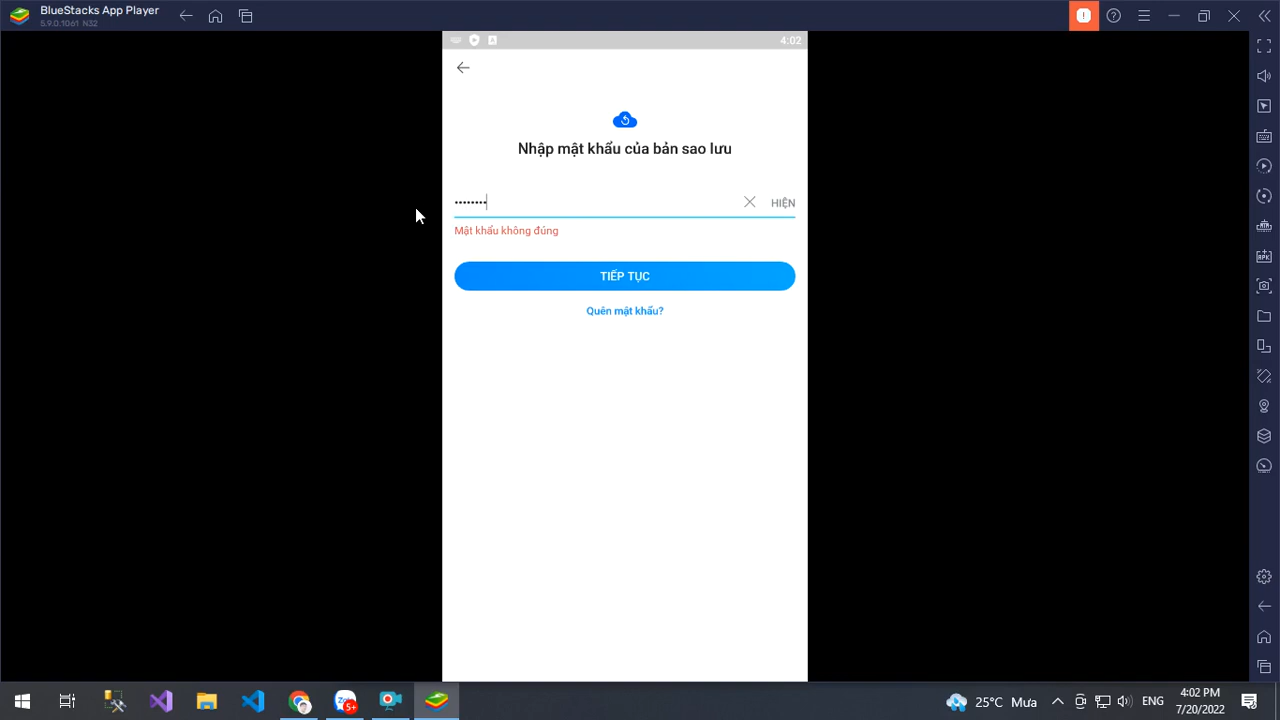 BlueStacks App Player
5.9.0.1061 N32
4:02
Nhập mật khẩu của bản sao lưu
••••••••
HIỆN
Mật khẩu không đúng
TIẾP TỤC
Quên mật khẩu?
5+
25°C Mưa
ENG
4:02 PM
7/20/2022